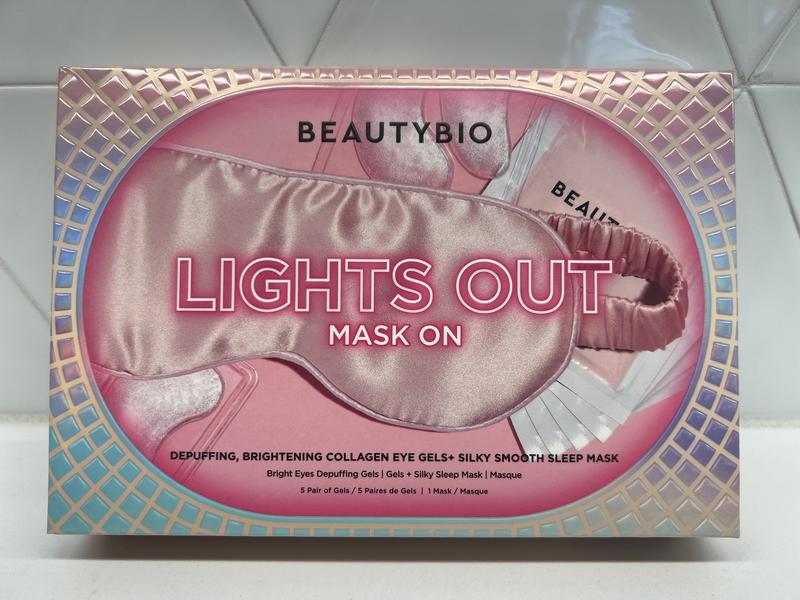 BEAUTYBIO
BEAUT
LIGHTS OUT
MASK ON
DEPUFFING, BRIGHTENING COLLAGEN EYE GELS+ SILKY SMOOTH SLEEP MASK
Bright Eyes Depuffing Gels | Gels + Silky Sleep Mask | Masque
5 Pair of Gels / 5 Paires de Gels | 1 Mask / Masque